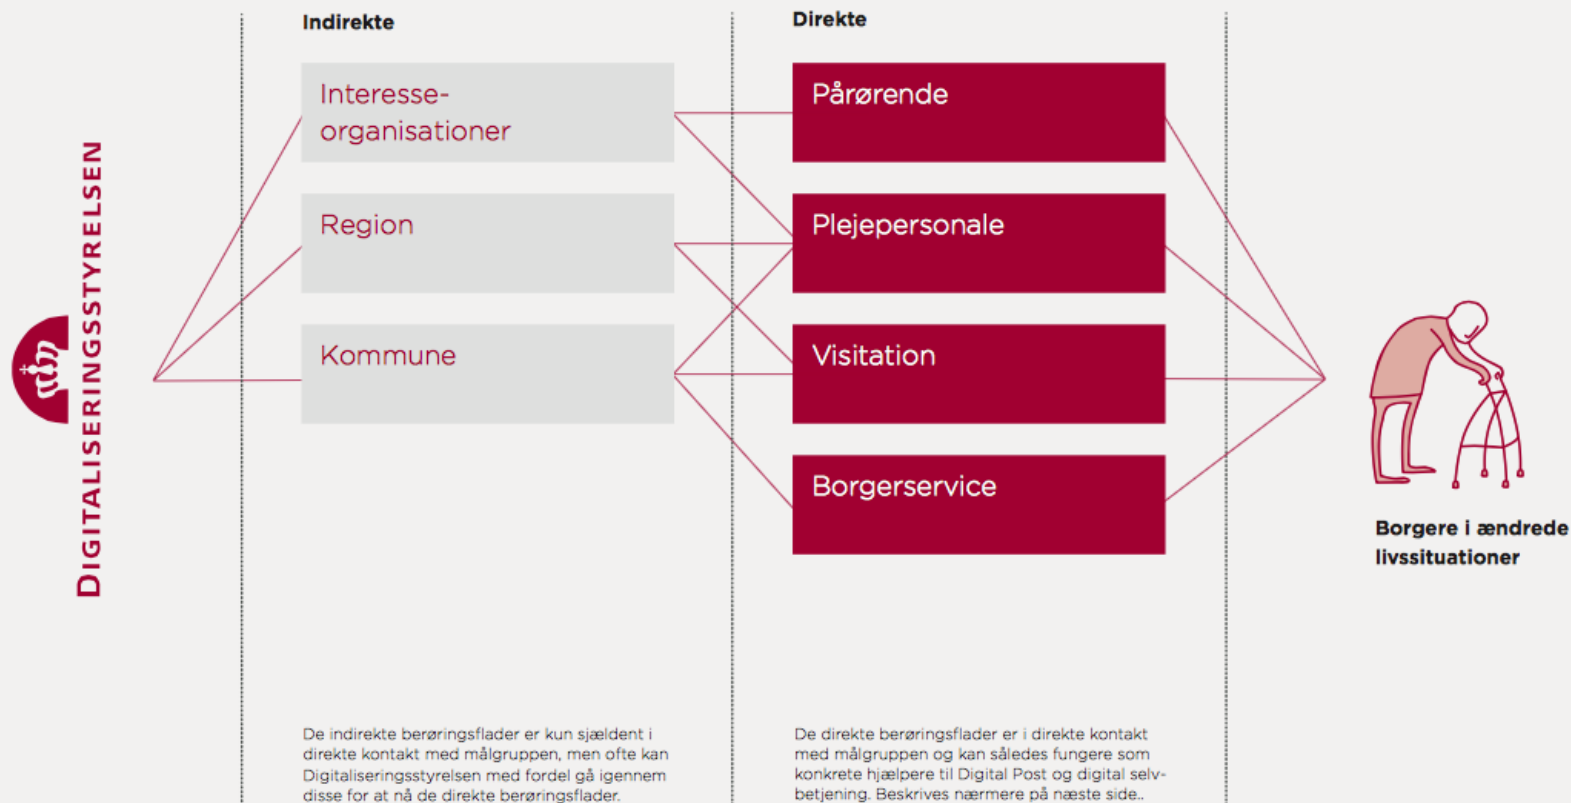 DIGITALISERINGSSTYRELSEN
Indirekte
Interesse-
organisationer
Region
Kommune
De indirekte berøringsflader er kun sjældent i
direkte kontakt med målgruppen, men ofte kan
Digitaliseringsstyrelsen med fordel gå igennem
disse for at nå de direkte berøringsflader.
Direkte
Pårørende
Plejepersonale
Visitation
Borgerservice
De direkte berøringsflader er i direkte kontakt
med målgruppen og kan således fungere som
konkrete hjælpere til Digital Post og digital selv-
betjening. Beskrives nærmere på næste side..
Borgere i ændrede
livssituationer